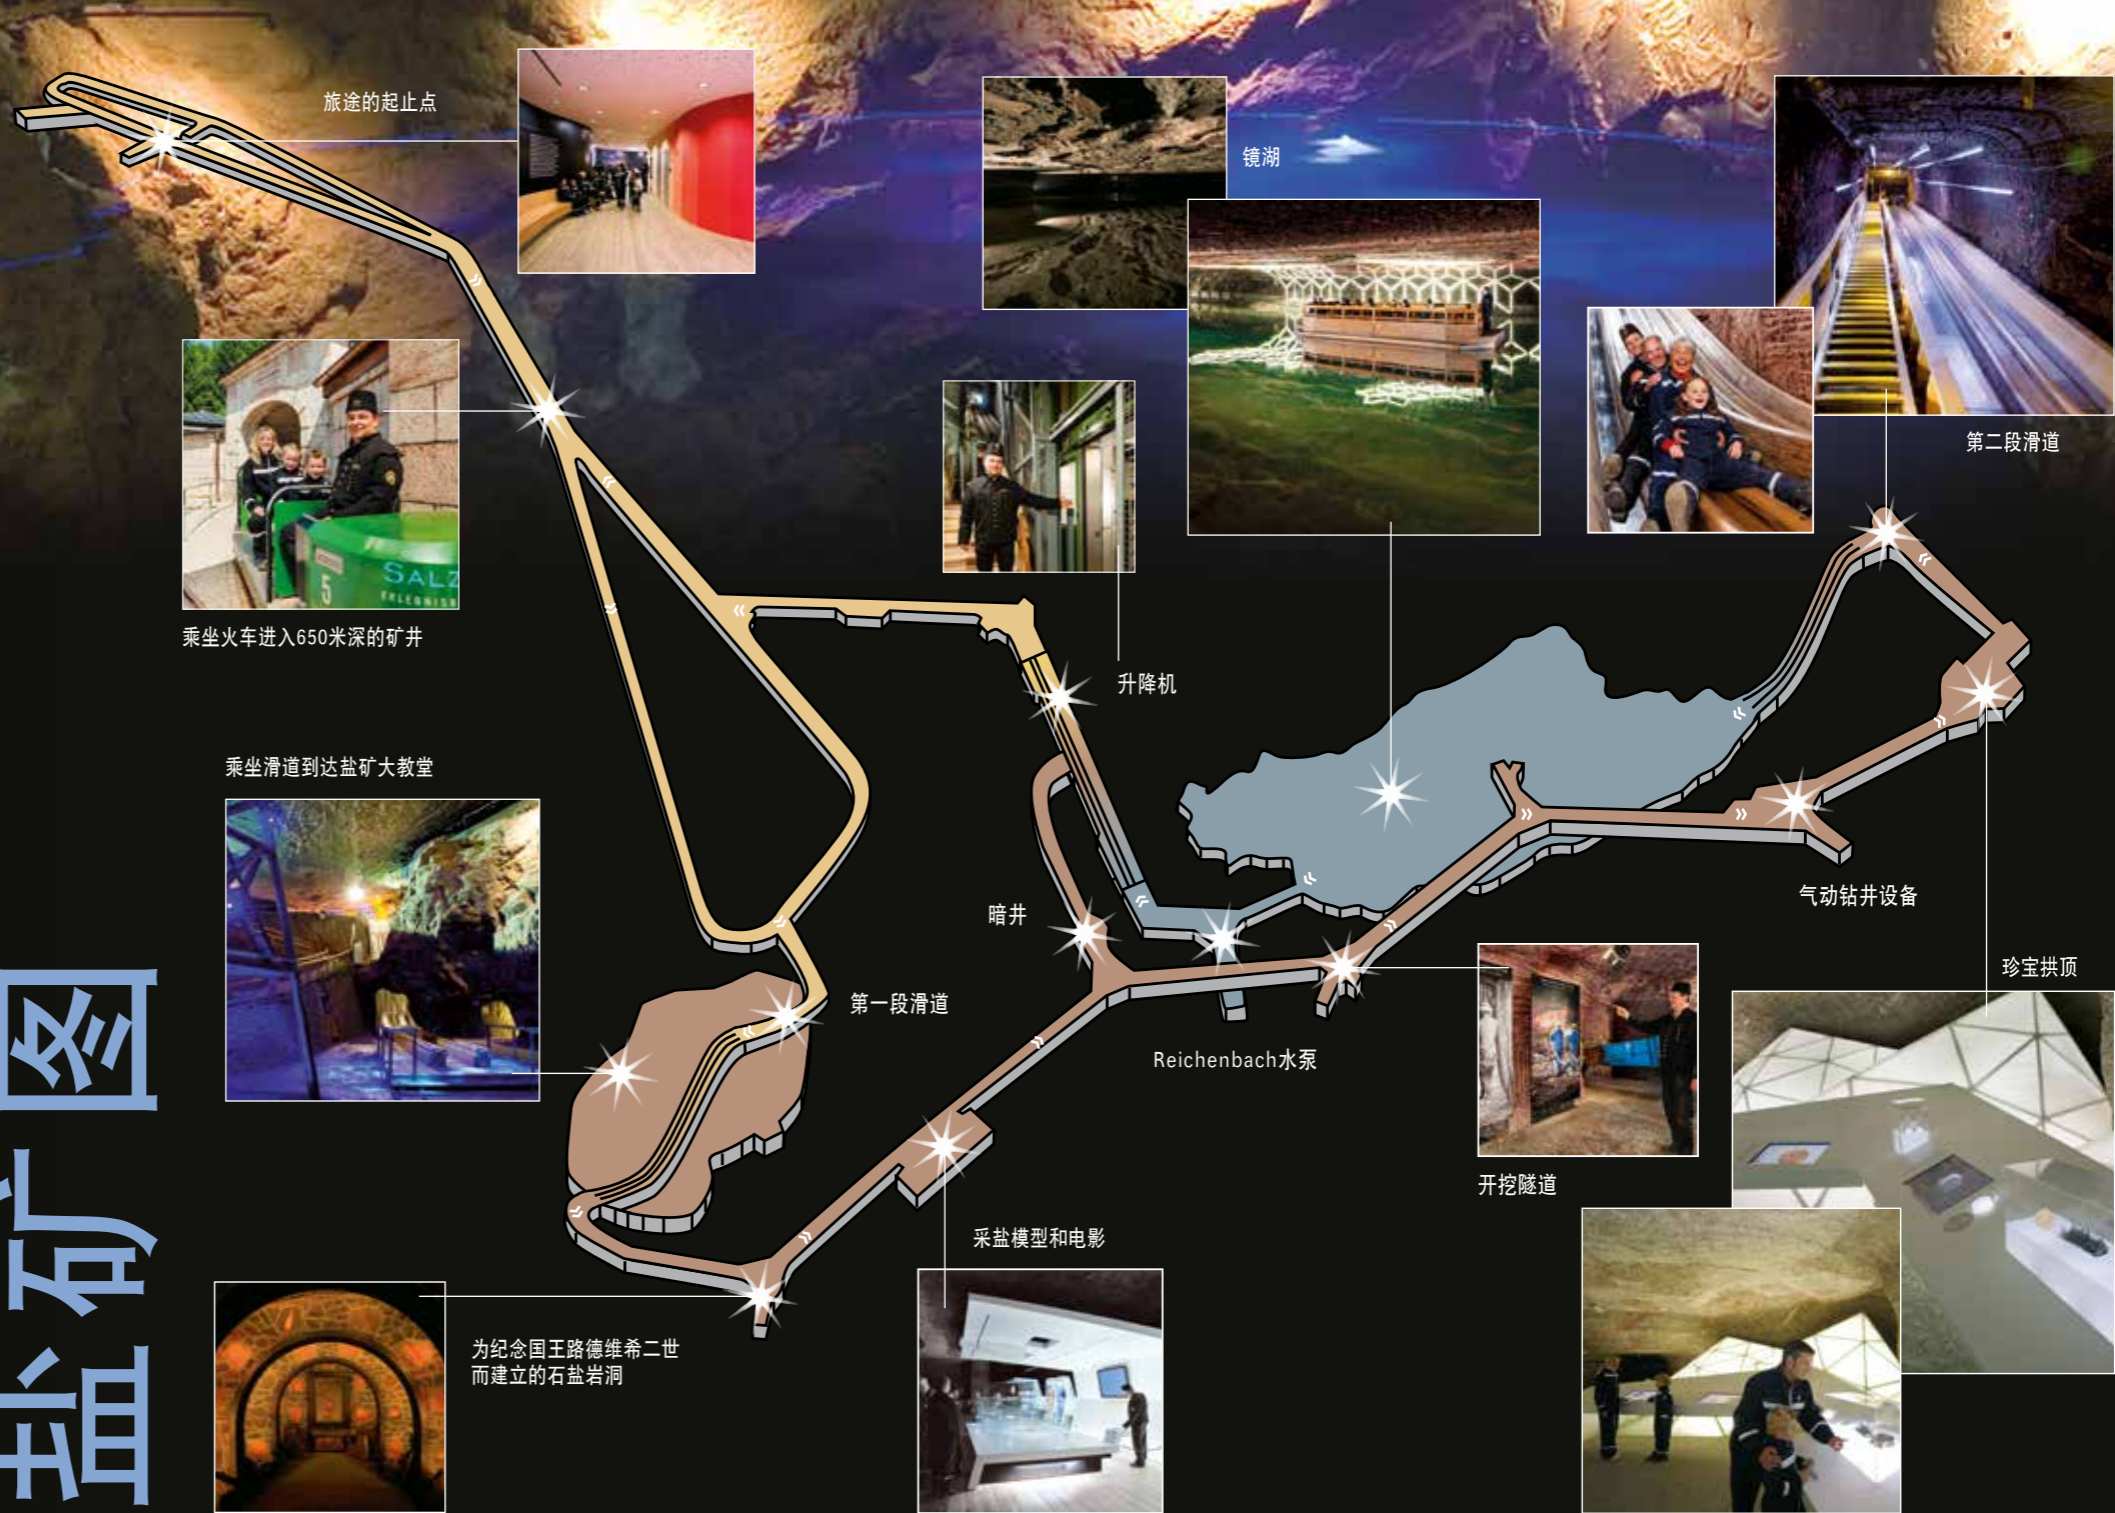 旅途的起止点
镜湖
第二段滑道
SALZ
5
乘坐火车进入650米深的矿井
升降机
乘坐滑道到达盐矿大教堂
气动钻井设备
暗井
珍宝拱顶
第一段滑道
Reichenbach水泵
开挖隧道
采盐模型和电影
为纪念国王路德维希二世
而建立的石盐岩洞
盐矿图